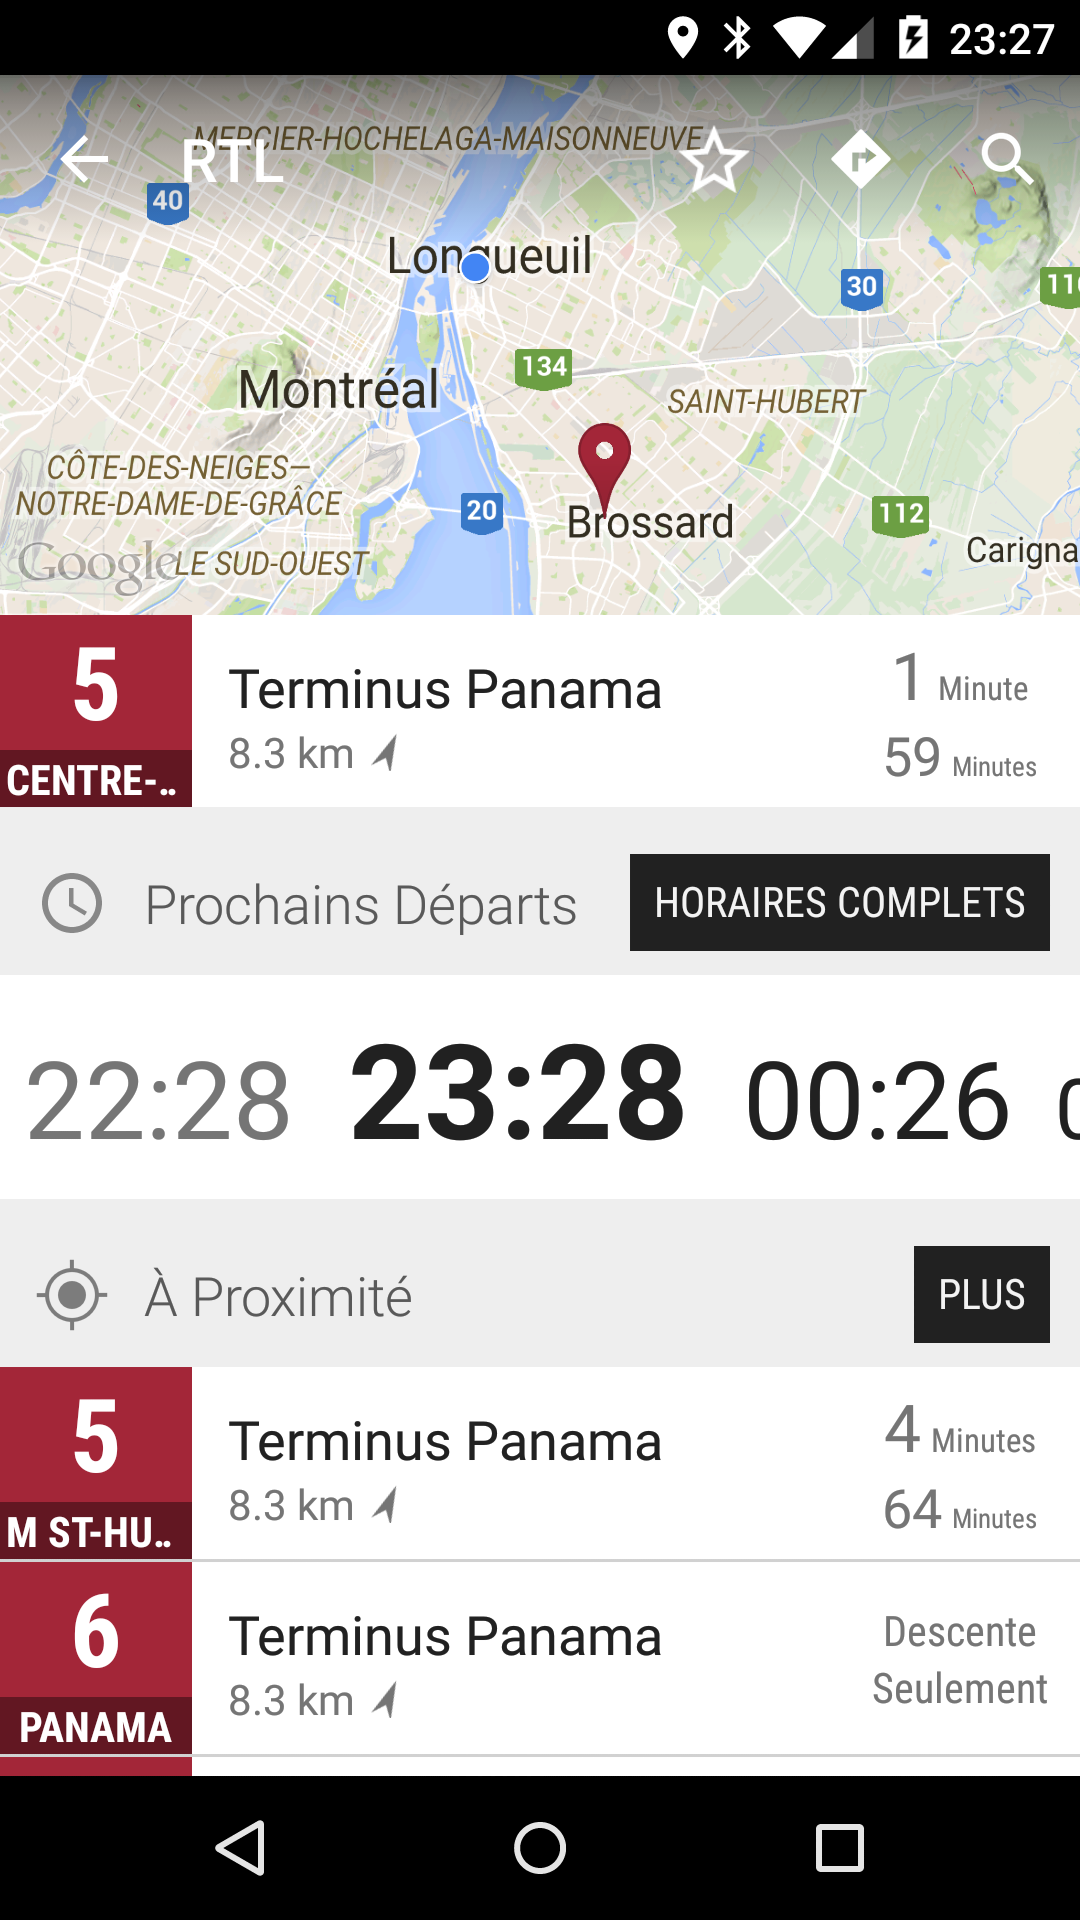 23:27
MERCIER-HOCHELAGA-MAISONNEUVE
RTL
40
Longueuil
30
134
Montréal
SAINT-HUBERT
CÔTE-DES-NEIGES—
NOTRE-DAME-DE-GRÂCE
20
Brossard
112
Carigna
Google
LE SUD-OUEST
5
CENTRE-..
Terminus Panama
8.3 km
1 Minute
59 Minutes
Prochains Départs
HORAIRES COMPLETS
22:28 23:28 00:26
À Proximité
PLUS
5
M ST-HU..
Terminus Panama
8.3 km
4 Minutes
64 Minutes
6
PANAMA
Terminus Panama
8.3 km
Descente
Seulement